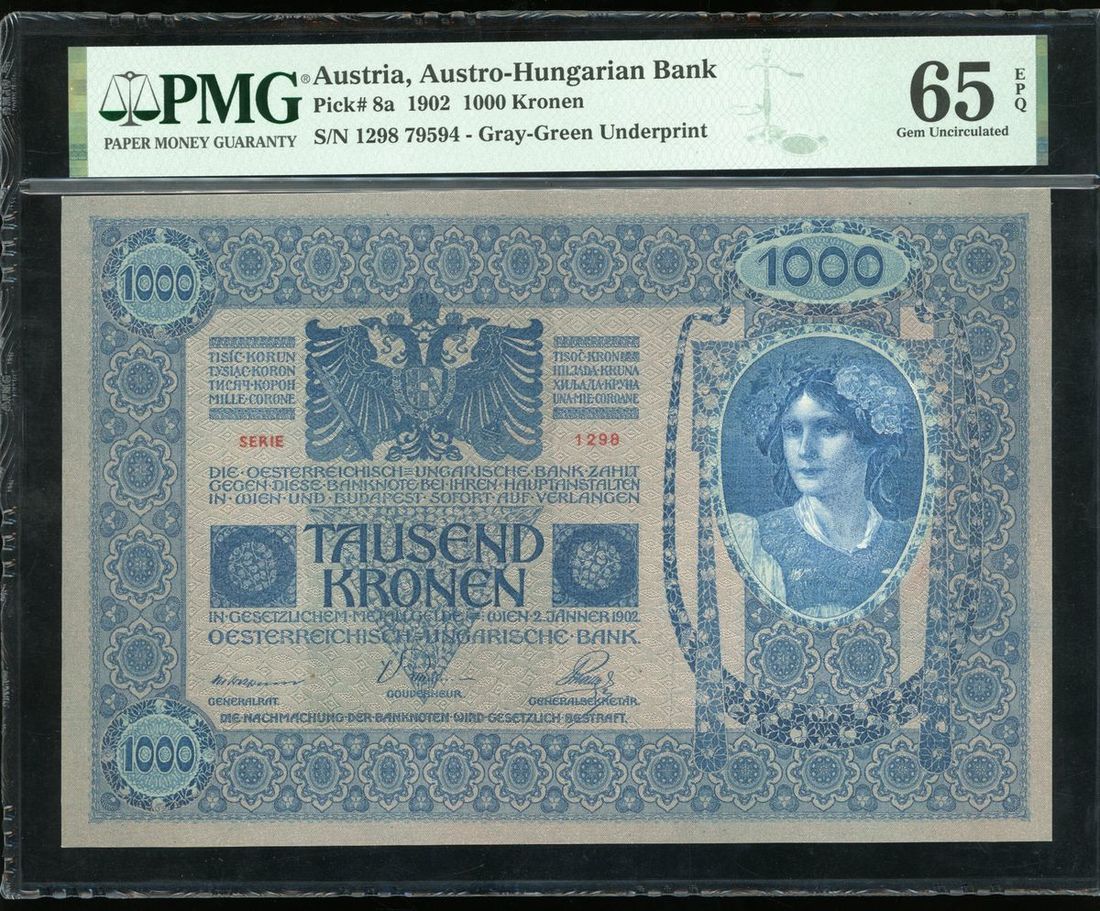 PMG®
PAPER MONEY GUARANTY
Austria, Austro-Hungarian Bank
Pick# 8a 1902 1000 Kronen
S/N 1298 79594 - Gray-Green Underprint
65 EPQ
Gem Uncirculated
1000
1000
TISÍC·KORUN
TYSIĄC·KORON
ТИСЯЧ·КОРОН
MILLE·CORONE
TISOČ·KRON
HILJADA·KRUNA
ХИЉАДА·КРУНА
UNA·MIE·COROANE
SERIE 1298
DIE·OESTERREICHISCH=UNGARISCHE·BANK·ZAHLT
GEGEN·DIESE·BANKNOTE·BEI·IHREN·HAUPTANSTALTEN
IN·WIEN·UND·BUDAPEST·SOFORT·AUF·VERLANGEN
TAUSEND
KRONEN
IN·GESETZLICHEM·METALLGELDE·WIEN·2.JÄNNER·1902.
OESTERREICHISCH=UNGARISCHE·BANK.
GENERALRAT.
GOUVERNEUR.
GENERALSEKRETÄR.
DIE·NACHMACHUNG·DER·BANKNOTEN·WIRD·GESETZLICH·BESTRAFT.
1000